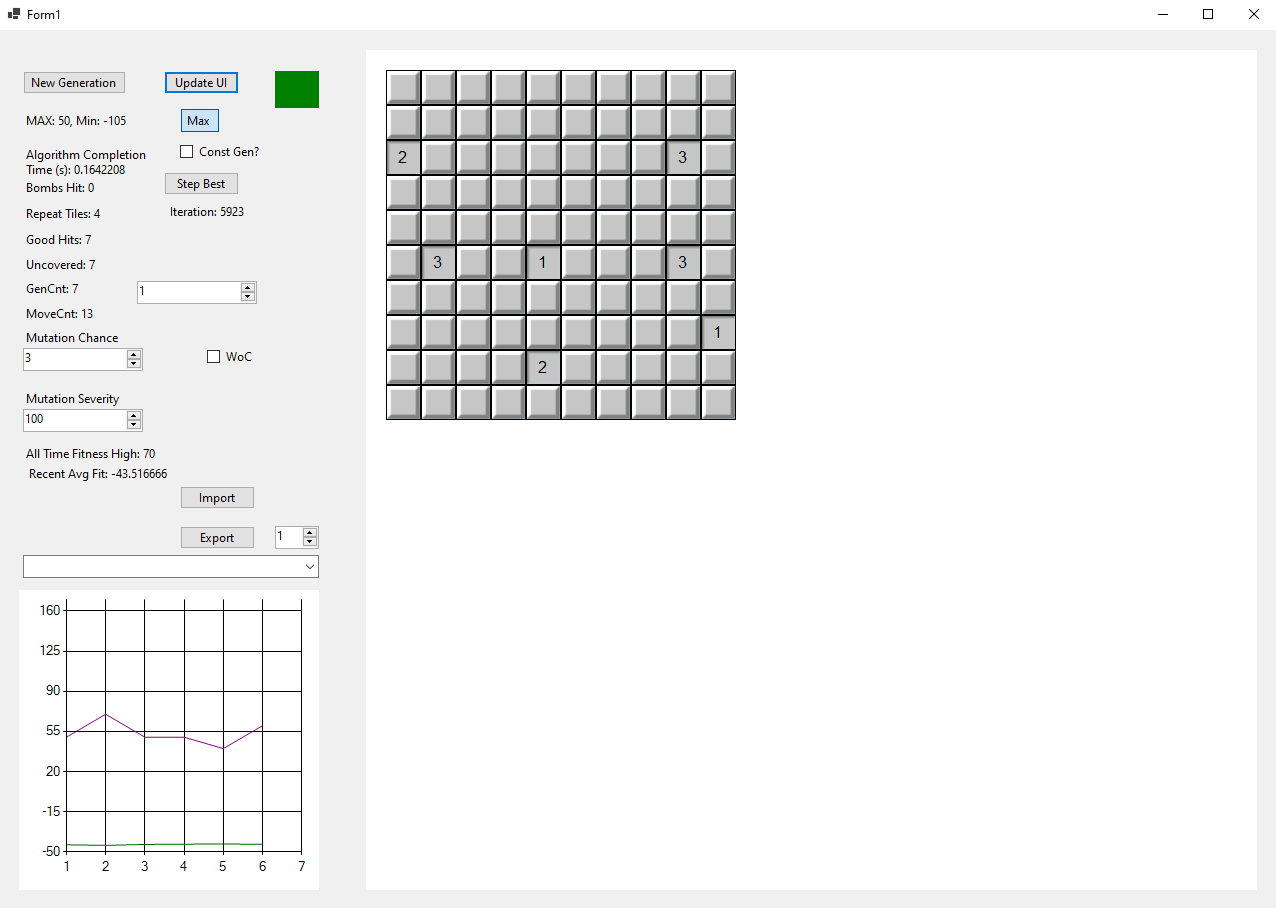 Form1
New Generation
Update UI
MAX: 50, Min: -105
Max
Const Gen?
Algorithm Completion
Time (s): 0.1642208
Bombs Hit: 0
Step Best
Repeat Tiles: 4
Iteration: 5923
Good Hits: 7
Uncovered: 7
GenCnt: 7
1
MoveCnt: 13
Mutation Chance
3
WoC
Mutation Severity
100
All Time Fitness High: 70
Recent Avg Fit: -43.516666
Import
Export
1
160
125
90
55
20
-15
-50
1 2 3 4 5 6 7
2 3
3 1 3
1
2